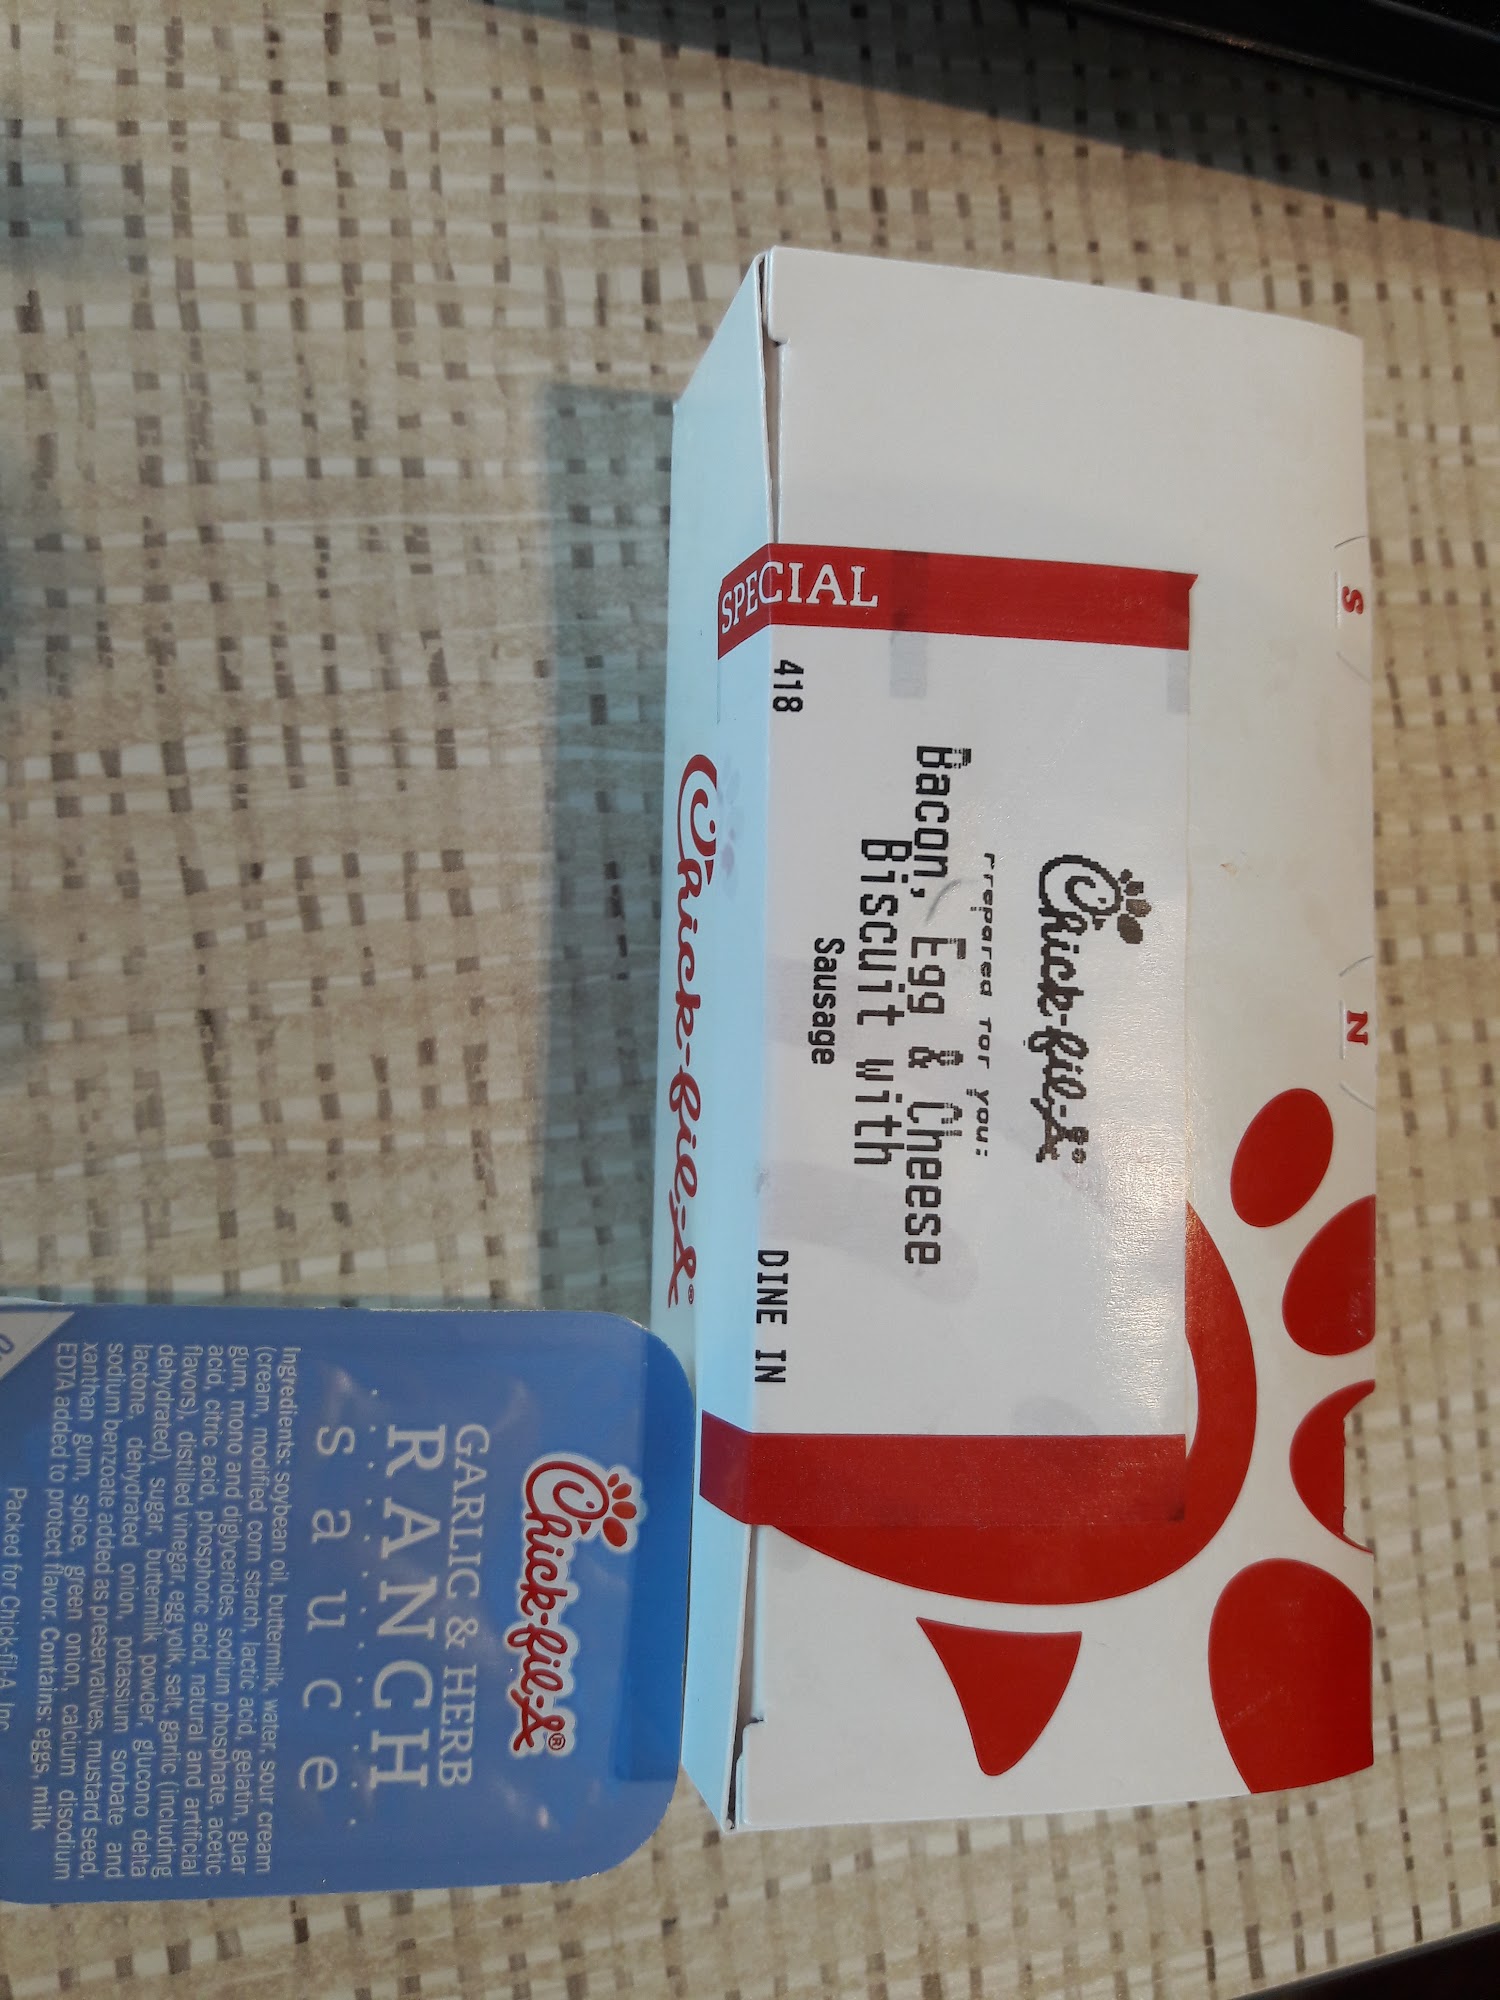 S
N
SPECIAL
Chick-fil-A
Prepared for you:
Bacon, Egg & Cheese
Biscuit with
Sausage
418
DINE IN
Chick-fil-A®
Chick-fil-A®
GARLIC & HERB
RANCH
sauce
Ingredients: soybean oil, buttermilk, water, sour cream
(cream, modified corn starch, lactic acid, gelatin, guar
gum, mono and diglycerides, sodium phosphate, acetic
acid, citric acid, phosphoric acid, natural and artificial
flavors), distilled vinegar, egg yolk, salt, garlic (including
dehydrated), sugar, buttermilk powder, glucono delta
lactone, dehydrated onion, potassium sorbate and
sodium benzoate added as preservatives, mustard seed,
xanthan gum, spice, green onion, calcium disodium
EDTA added to protect flavor. Contains: eggs, milk
Packed for Chick-fil-A, Inc